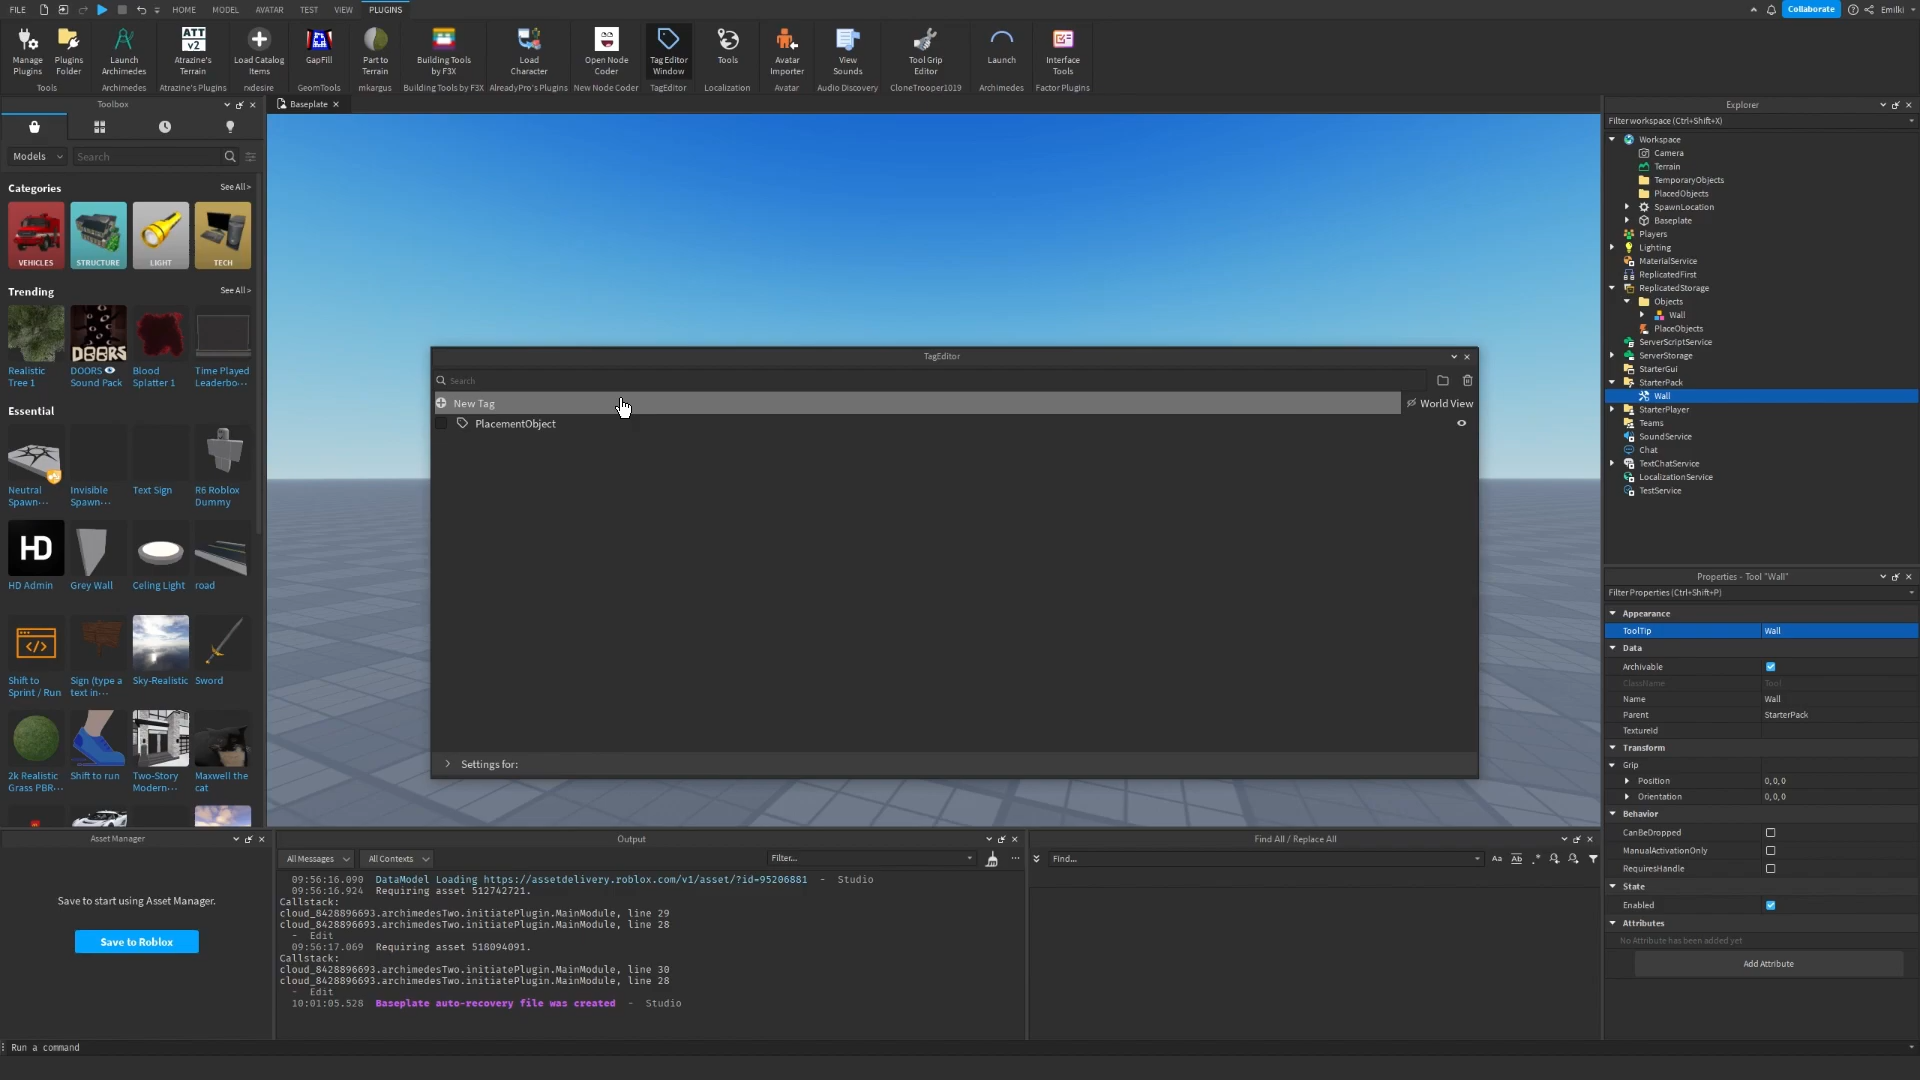 FILE HOME MODEL AVATAR TEST VIEW PLUGINS Collaborate Emilki
Manage Plugins
Plugins Folder
Tools
Launch Archimedes
Archimedes
ATT v2
Atrazine's Terrain
Atrazine's Plugins
Load Catalog Items
rxdesire
GapFill
GeomTools
Part to Terrain
mkargus
Building Tools by F3X
Building Tools by F3X
Load Character
AlreadyPro's Plugins
Open Node Coder
New Node Coder
Tag Editor Window
TagEditor
Tools
Localization
Avatar Importer
Avatar
View Sounds
Audio Discovery
Tool Grip Editor
CloneTrooper1019
Launch
Archimedes
Interface Tools
Factor Plugins
Toolbox
Models
Search
Categories See All >
VEHICLES STRUCTURE LIGHT TECH
Trending See All >
DOORS
Realistic Tree 1
DOORS Sound Pack
Blood Splatter 1
Time Played Leaderbo...
Essential
Neutral Spawn...
Invisible Spawn...
Text Sign
R6 Roblox Dummy
HD
HD Admin
Grey Wall
Celing Light
road
Shift to Sprint / Run
Sign (type a text in...
Sky-Realistic
Sword
2k Realistic Grass PBR...
Shift to run
Two-Story Modern...
Maxwell the cat
Baseplate
TagEditor
Search
New Tag World View
PlacementObject
Settings for:
Explorer
Filter workspace (Ctrl+Shift+X)
Workspace
Camera
Terrain
TemporaryObjects
PlacedObjects
SpawnLocation
Baseplate
Players
Lighting
MaterialService
ReplicatedFirst
ReplicatedStorage
Objects
Wall
PlaceObjects
ServerScriptService
ServerStorage
StarterGui
StarterPack
Wall
StarterPlayer
Teams
SoundService
Chat
TextChatService
LocalizationService
TestService
Properties - Tool "Wall"
Filter Properties (Ctrl+Shift+P)
Appearance
ToolTip Wall
Data
Archivable
ClassName Tool
Name Wall
Parent StarterPack
TextureId
Transform
Grip
Position 0, 0, 0
Orientation 0, 0, 0
Behavior
CanBeDropped
ManualActivationOnly
RequiresHandle
State
Enabled
Attributes
No Attribute has been added yet
Add Attribute
Asset Manager
Save to start using Asset Manager.
Save to Roblox
Output
All Messages All Contexts Filter...
09:56:16.090 DataModel Loading https://assetdelivery.roblox.com/v1/asset/?id=95206881 - Studio
09:56:16.924 Requiring asset 512742721.
Callstack:
cloud_8428896693.archimedesTwo.initiatePlugin.MainModule, line 29
cloud_8428896693.archimedesTwo.initiatePlugin.MainModule, line 28
- Edit
09:56:17.069 Requiring asset 518094091.
Callstack:
cloud_8428896693.archimedesTwo.initiatePlugin.MainModule, line 30
cloud_8428896693.archimedesTwo.initiatePlugin.MainModule, line 28
- Edit
10:01:05.528 Baseplate auto-recovery file was created - Studio
Find All / Replace All
Find... Aa Ab .*
Run a command